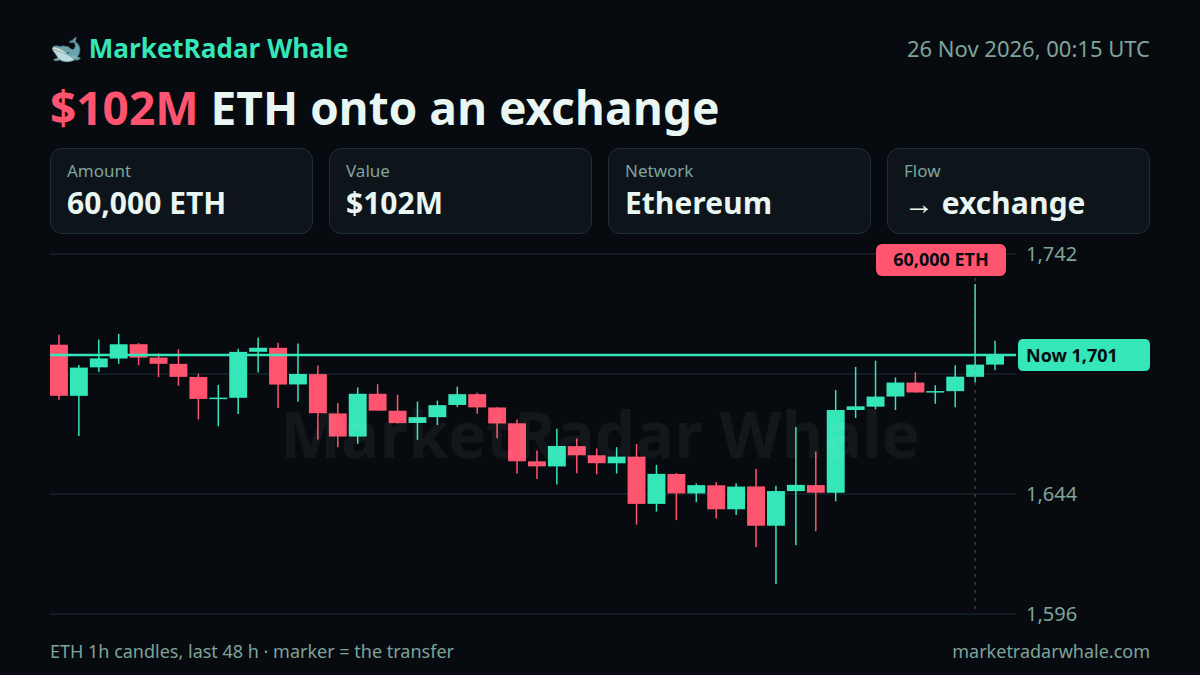 🐋 MarketRadar Whale
26 Nov 2026, 00:15 UTC
$102M ETH onto an exchange
Amount
60,000 ETH
Value
$102M
Network
Ethereum
Flow
→ exchange
60,000 ETH
1,742
Now 1,701
MarketRadar Whale
1,644
1,596
ETH 1h candles, last 48 h · marker = the transfer
marketradarwhale.com